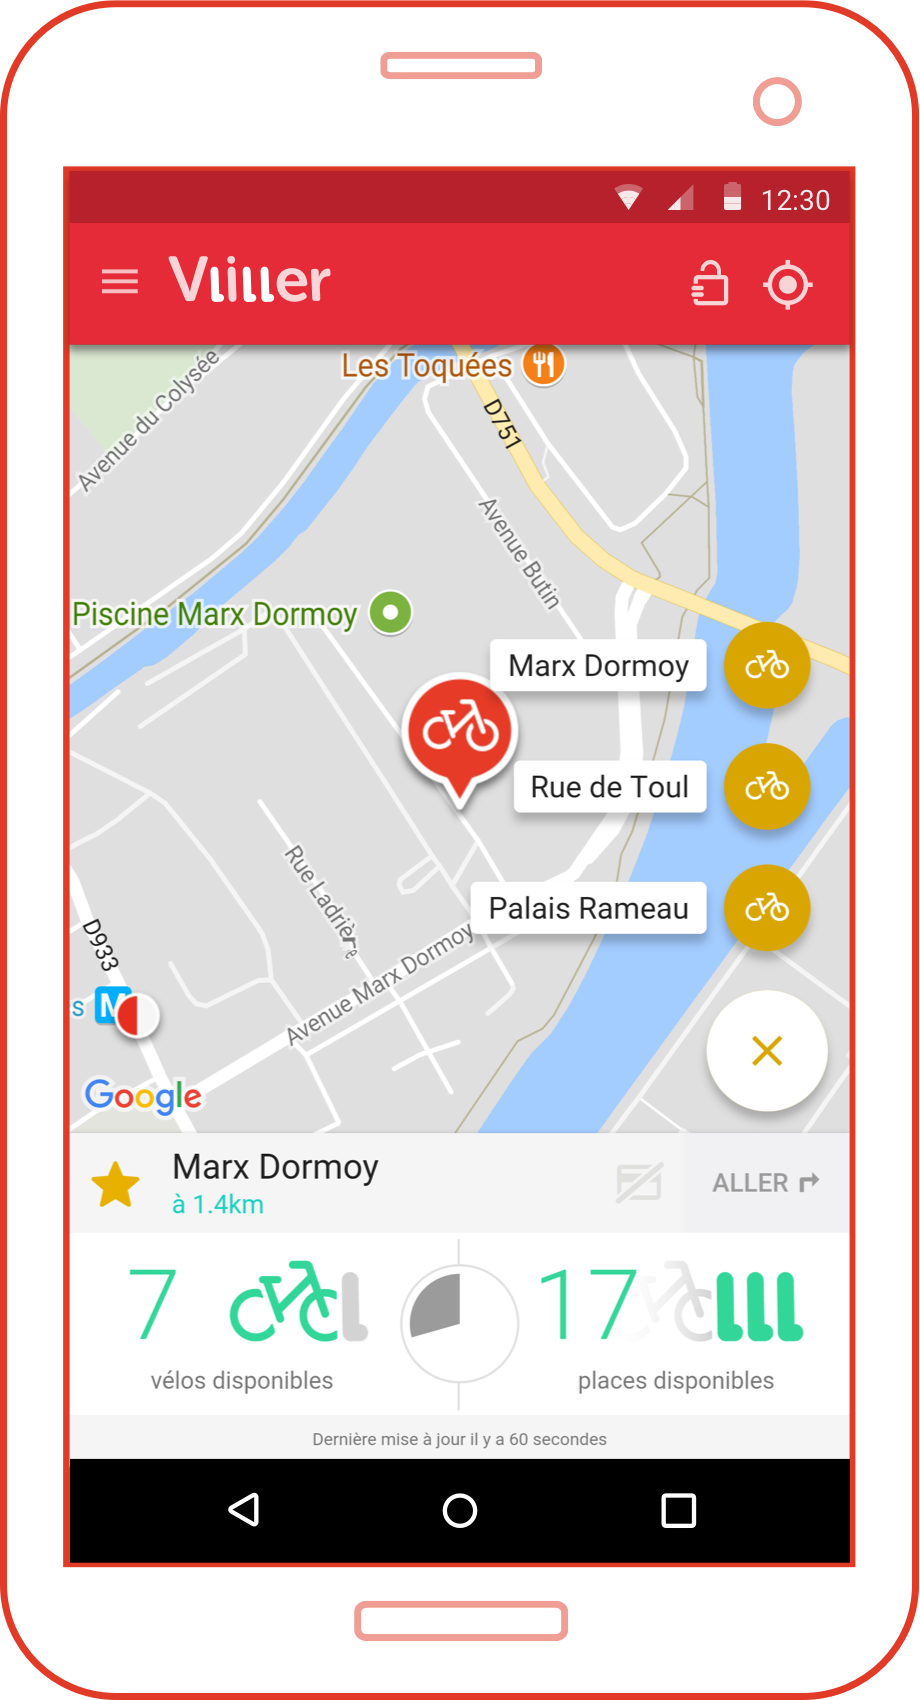 12:30
Vlille​r
Les Toquées
Avenue du Colysée
D751
Avenue Butin
Piscine Marx Dormoy
Marx Dormoy
Rue de Toul
Rue Ladrière
Palais Rameau
D933
Avenue Marx Dormoy
s M
Google
Marx Dormoy
à 1.4km
ALLER
7
17
vélos disponibles
places disponibles
Dernière mise à jour il y a 60 secondes